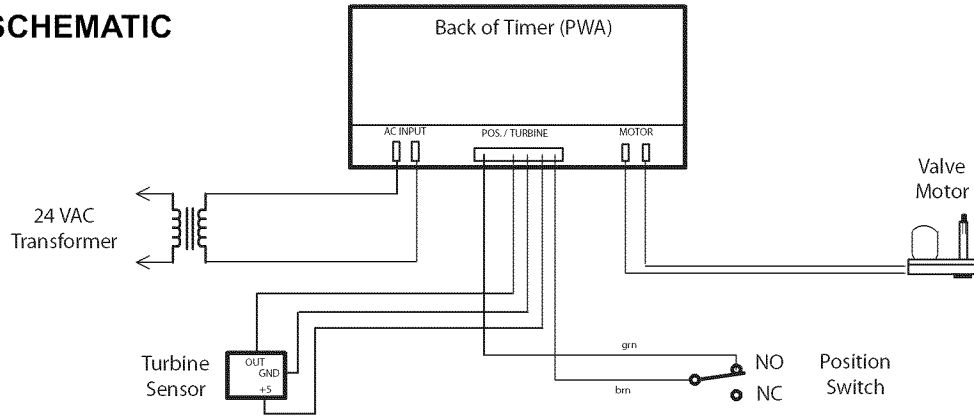 SCHEMATIC
Back of Timer (PWA)
AC INPUT
POS. / TURBINE
MOTOR
24 VAC
Transformer
Valve
Motor
Turbine
Sensor
OUT
GND
+5
grn
brn
NO
NC
Position
Switch